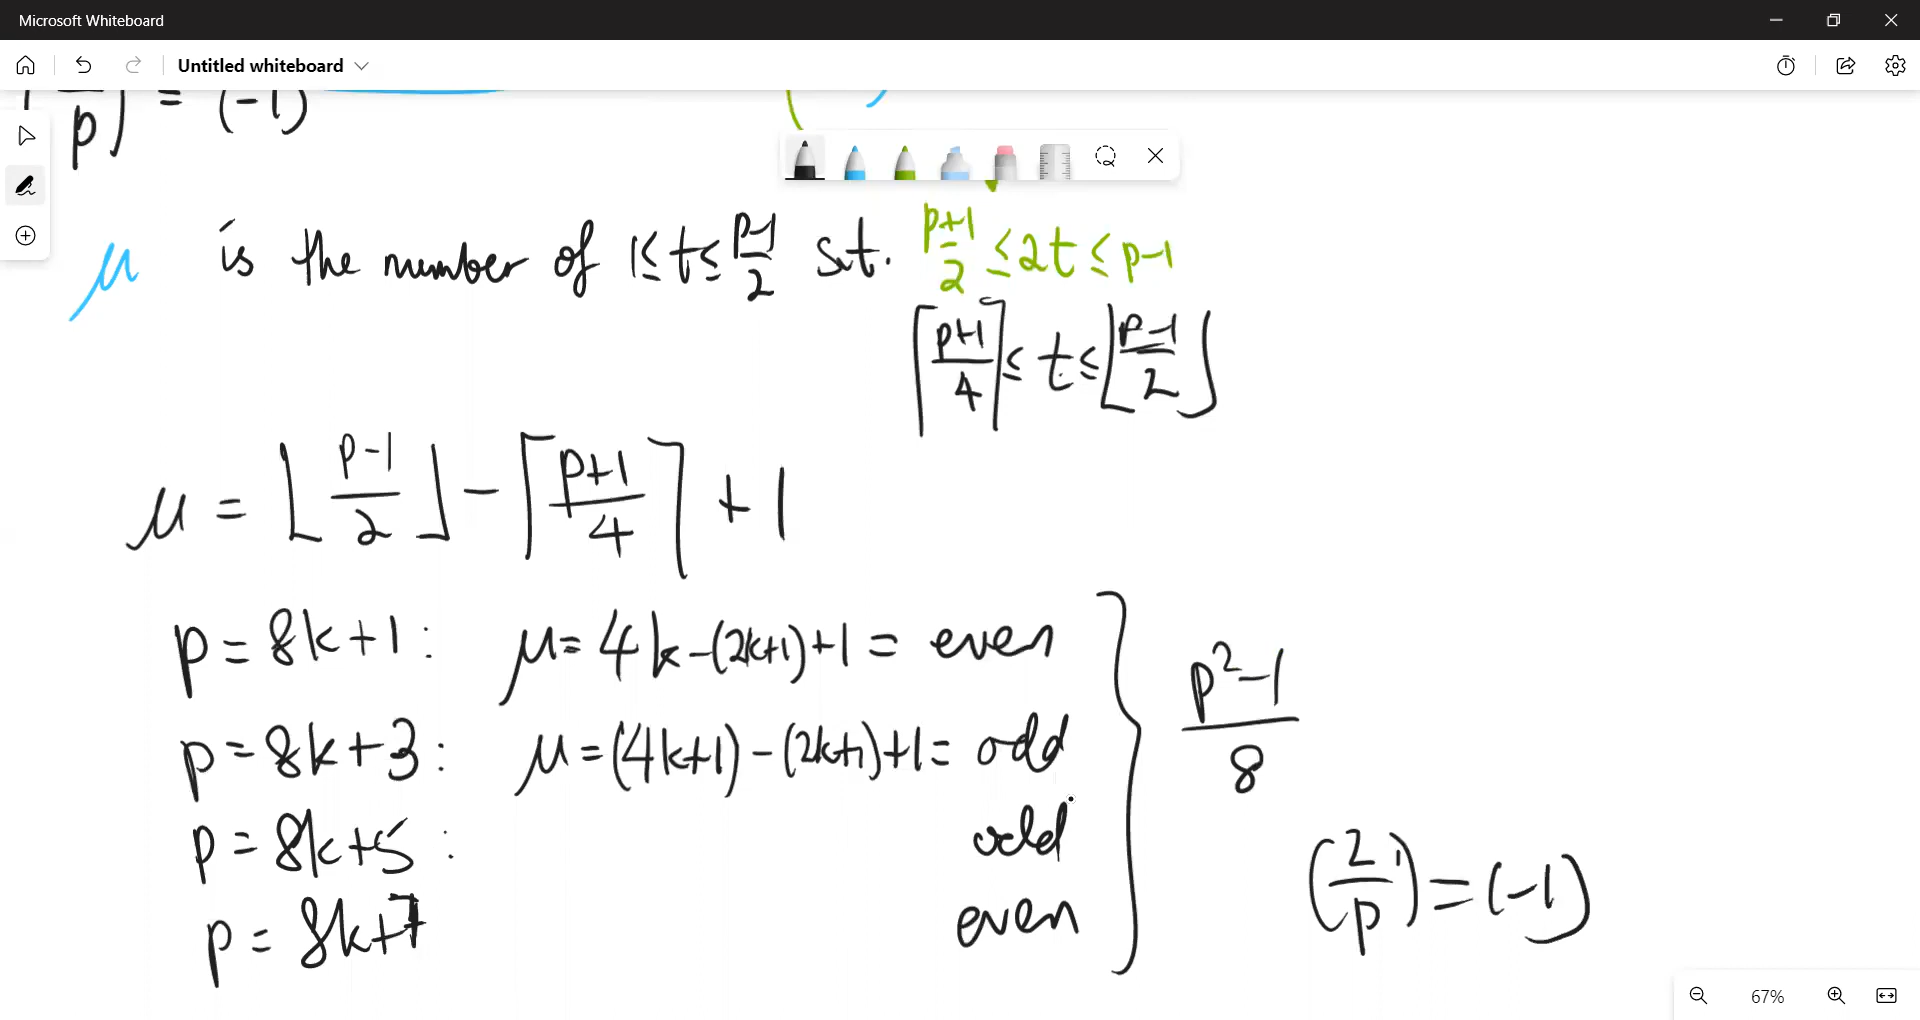 Microsoft Whiteboard
Untitled whiteboard
p) = (-1)
μ is the number of 1≤t≤(p-1)/2 s.t. (p+1)/2 ≤2t≤p-1
⌈(p+1)/4⌉≤t≤⌊(p-1)/2⌋
μ = ⌊(p-1)/2⌋-⌈(p+1)/4⌉+1
p=8k+1: μ=4k-(2k+1)+1= even
p=8k+3: μ=(4k+1)-(2k+1)+1= odd
p=8k+5: odd
p=8k+7 even
} (p²-1)/8
(2/p)=(-1)
67%